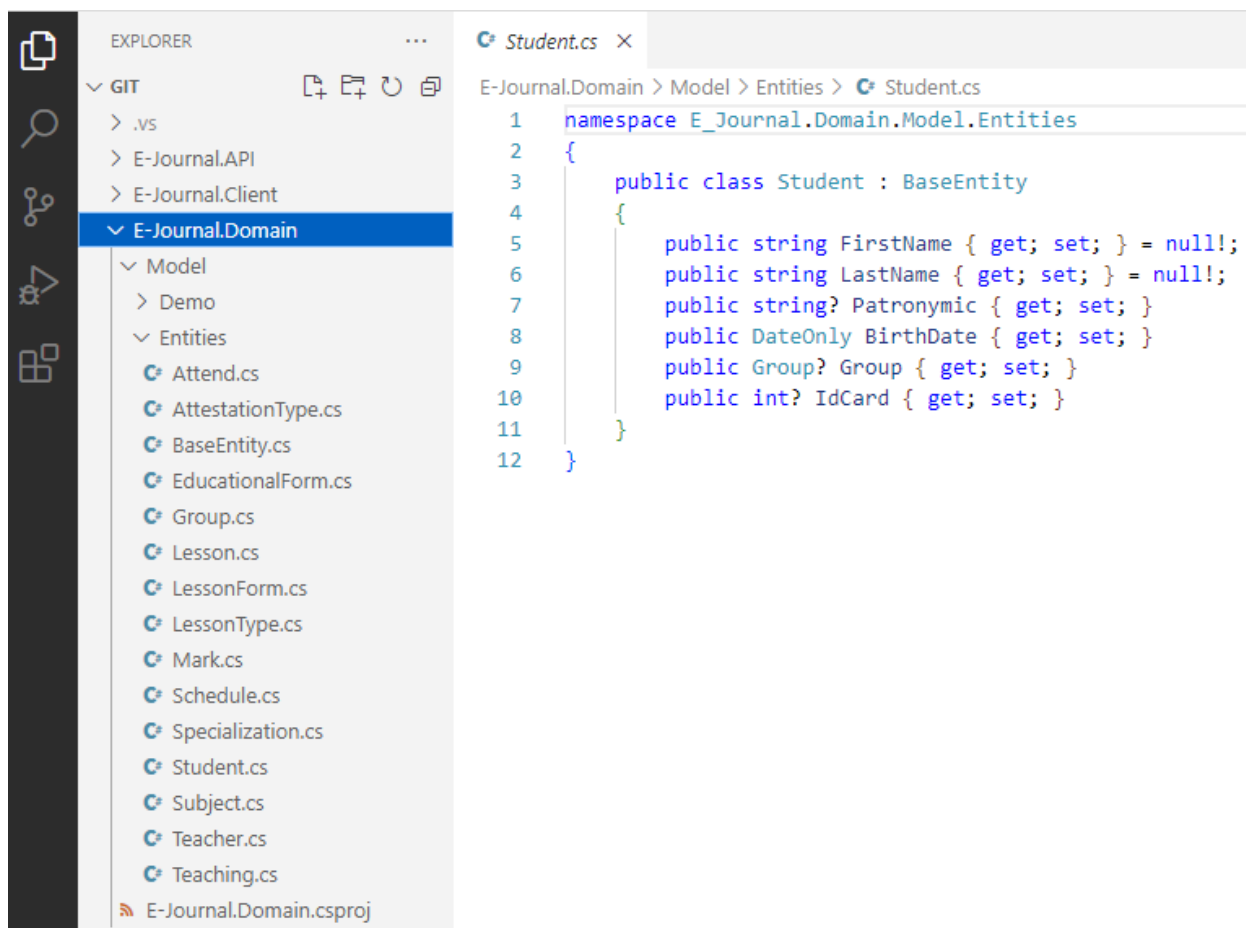 EXPLORER ...
GIT
.vs
E-Journal.API
E-Journal.Client
E-Journal.Domain
Model
Demo
Entities
C# Attend.cs
C# AttestationType.cs
C# BaseEntity.cs
C# EducationalForm.cs
C# Group.cs
C# Lesson.cs
C# LessonForm.cs
C# LessonType.cs
C# Mark.cs
C# Schedule.cs
C# Specialization.cs
C# Student.cs
C# Subject.cs
C# Teacher.cs
C# Teaching.cs
E-Journal.Domain.csproj
C# Student.cs ×
E-Journal.Domain > Model > Entities > C# Student.cs
1 namespace E_Journal.Domain.Model.Entities
2 {
3 public class Student : BaseEntity
4 {
5 public string FirstName { get; set; } = null!;
6 public string LastName { get; set; } = null!;
7 public string? Patronymic { get; set; }
8 public DateOnly BirthDate { get; set; }
9 public Group? Group { get; set; }
10 public int? IdCard { get; set; }
11 }
12 }